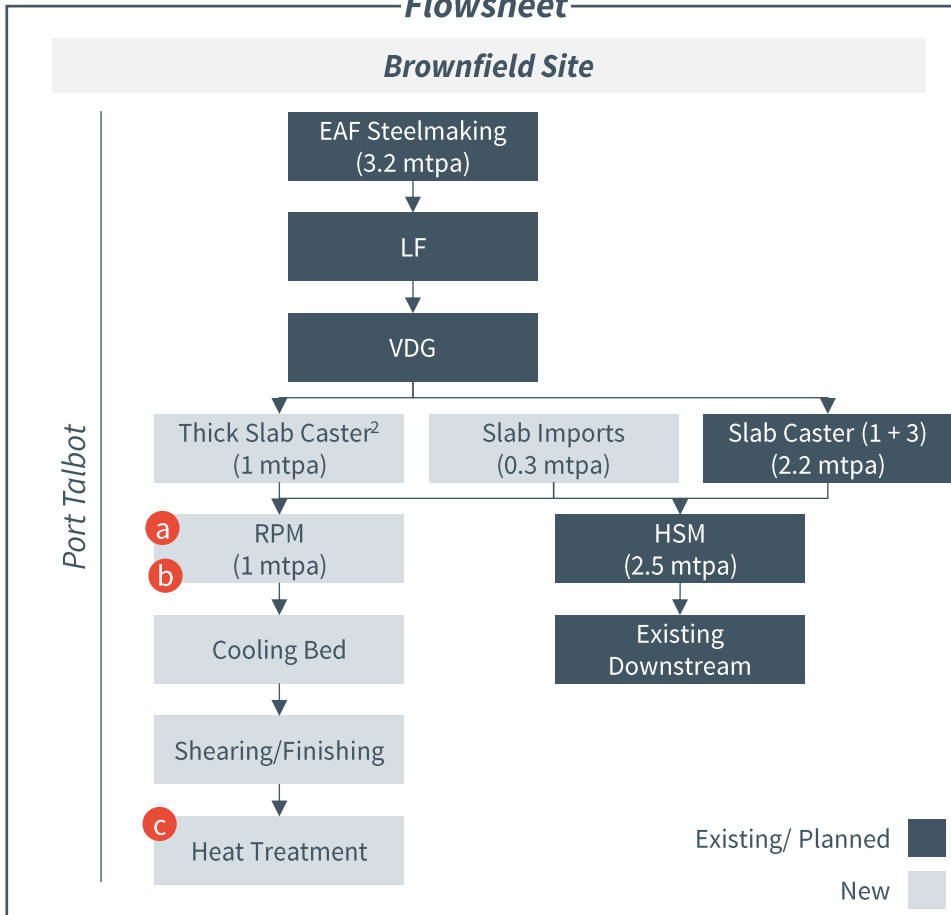 Flowsheet
Brownfield Site
Port Talbot
EAF Steelmaking
(3.2 mtpa)
LF
VDG
Thick Slab Caster²
(1 mtpa)
Slab Imports
(0.3 mtpa)
Slab Caster (1 + 3)
(2.2 mtpa)
a
b
RPM
(1 mtpa)
HSM
(2.5 mtpa)
Cooling Bed
Existing
Downstream
Shearing/Finishing
c
Heat Treatment
Existing/ Planned
New